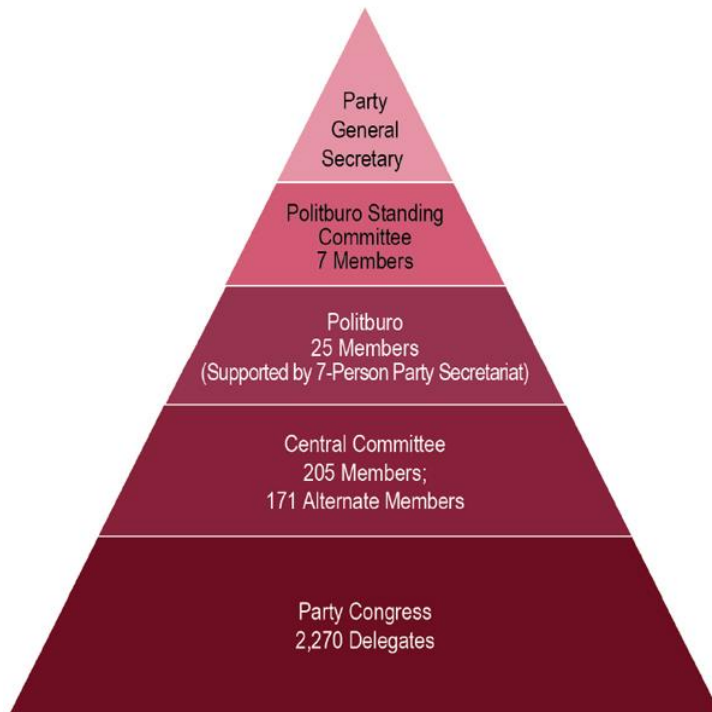 Party
General
Secretary
Politburo Standing
Committee
7 Members
Politburo
25 Members
(Supported by 7-Person Party Secretariat)
Central Committee
205 Members;
171 Alternate Members
Party Congress
2,270 Delegates